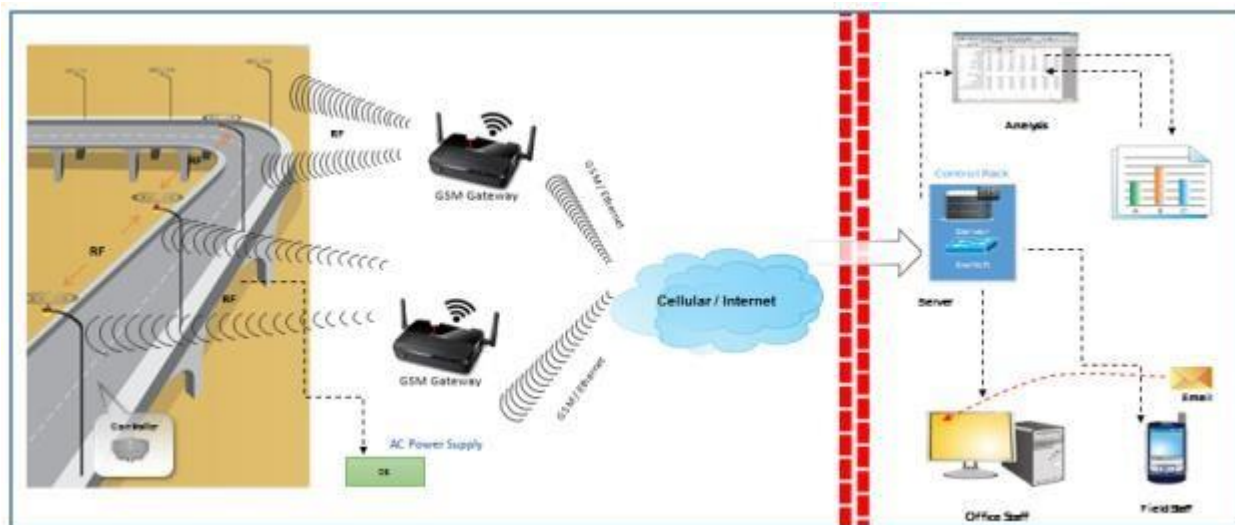 RF
GSM Gateway
GSM / Ethernet
RF
RF
RF
Cellular / Internet
GSM Gateway
GSM / Ethernet
Controller
AC Power Supply
Analysis
Control Rack
Server
Switch
Server
Email
Office Staff
Field Staff